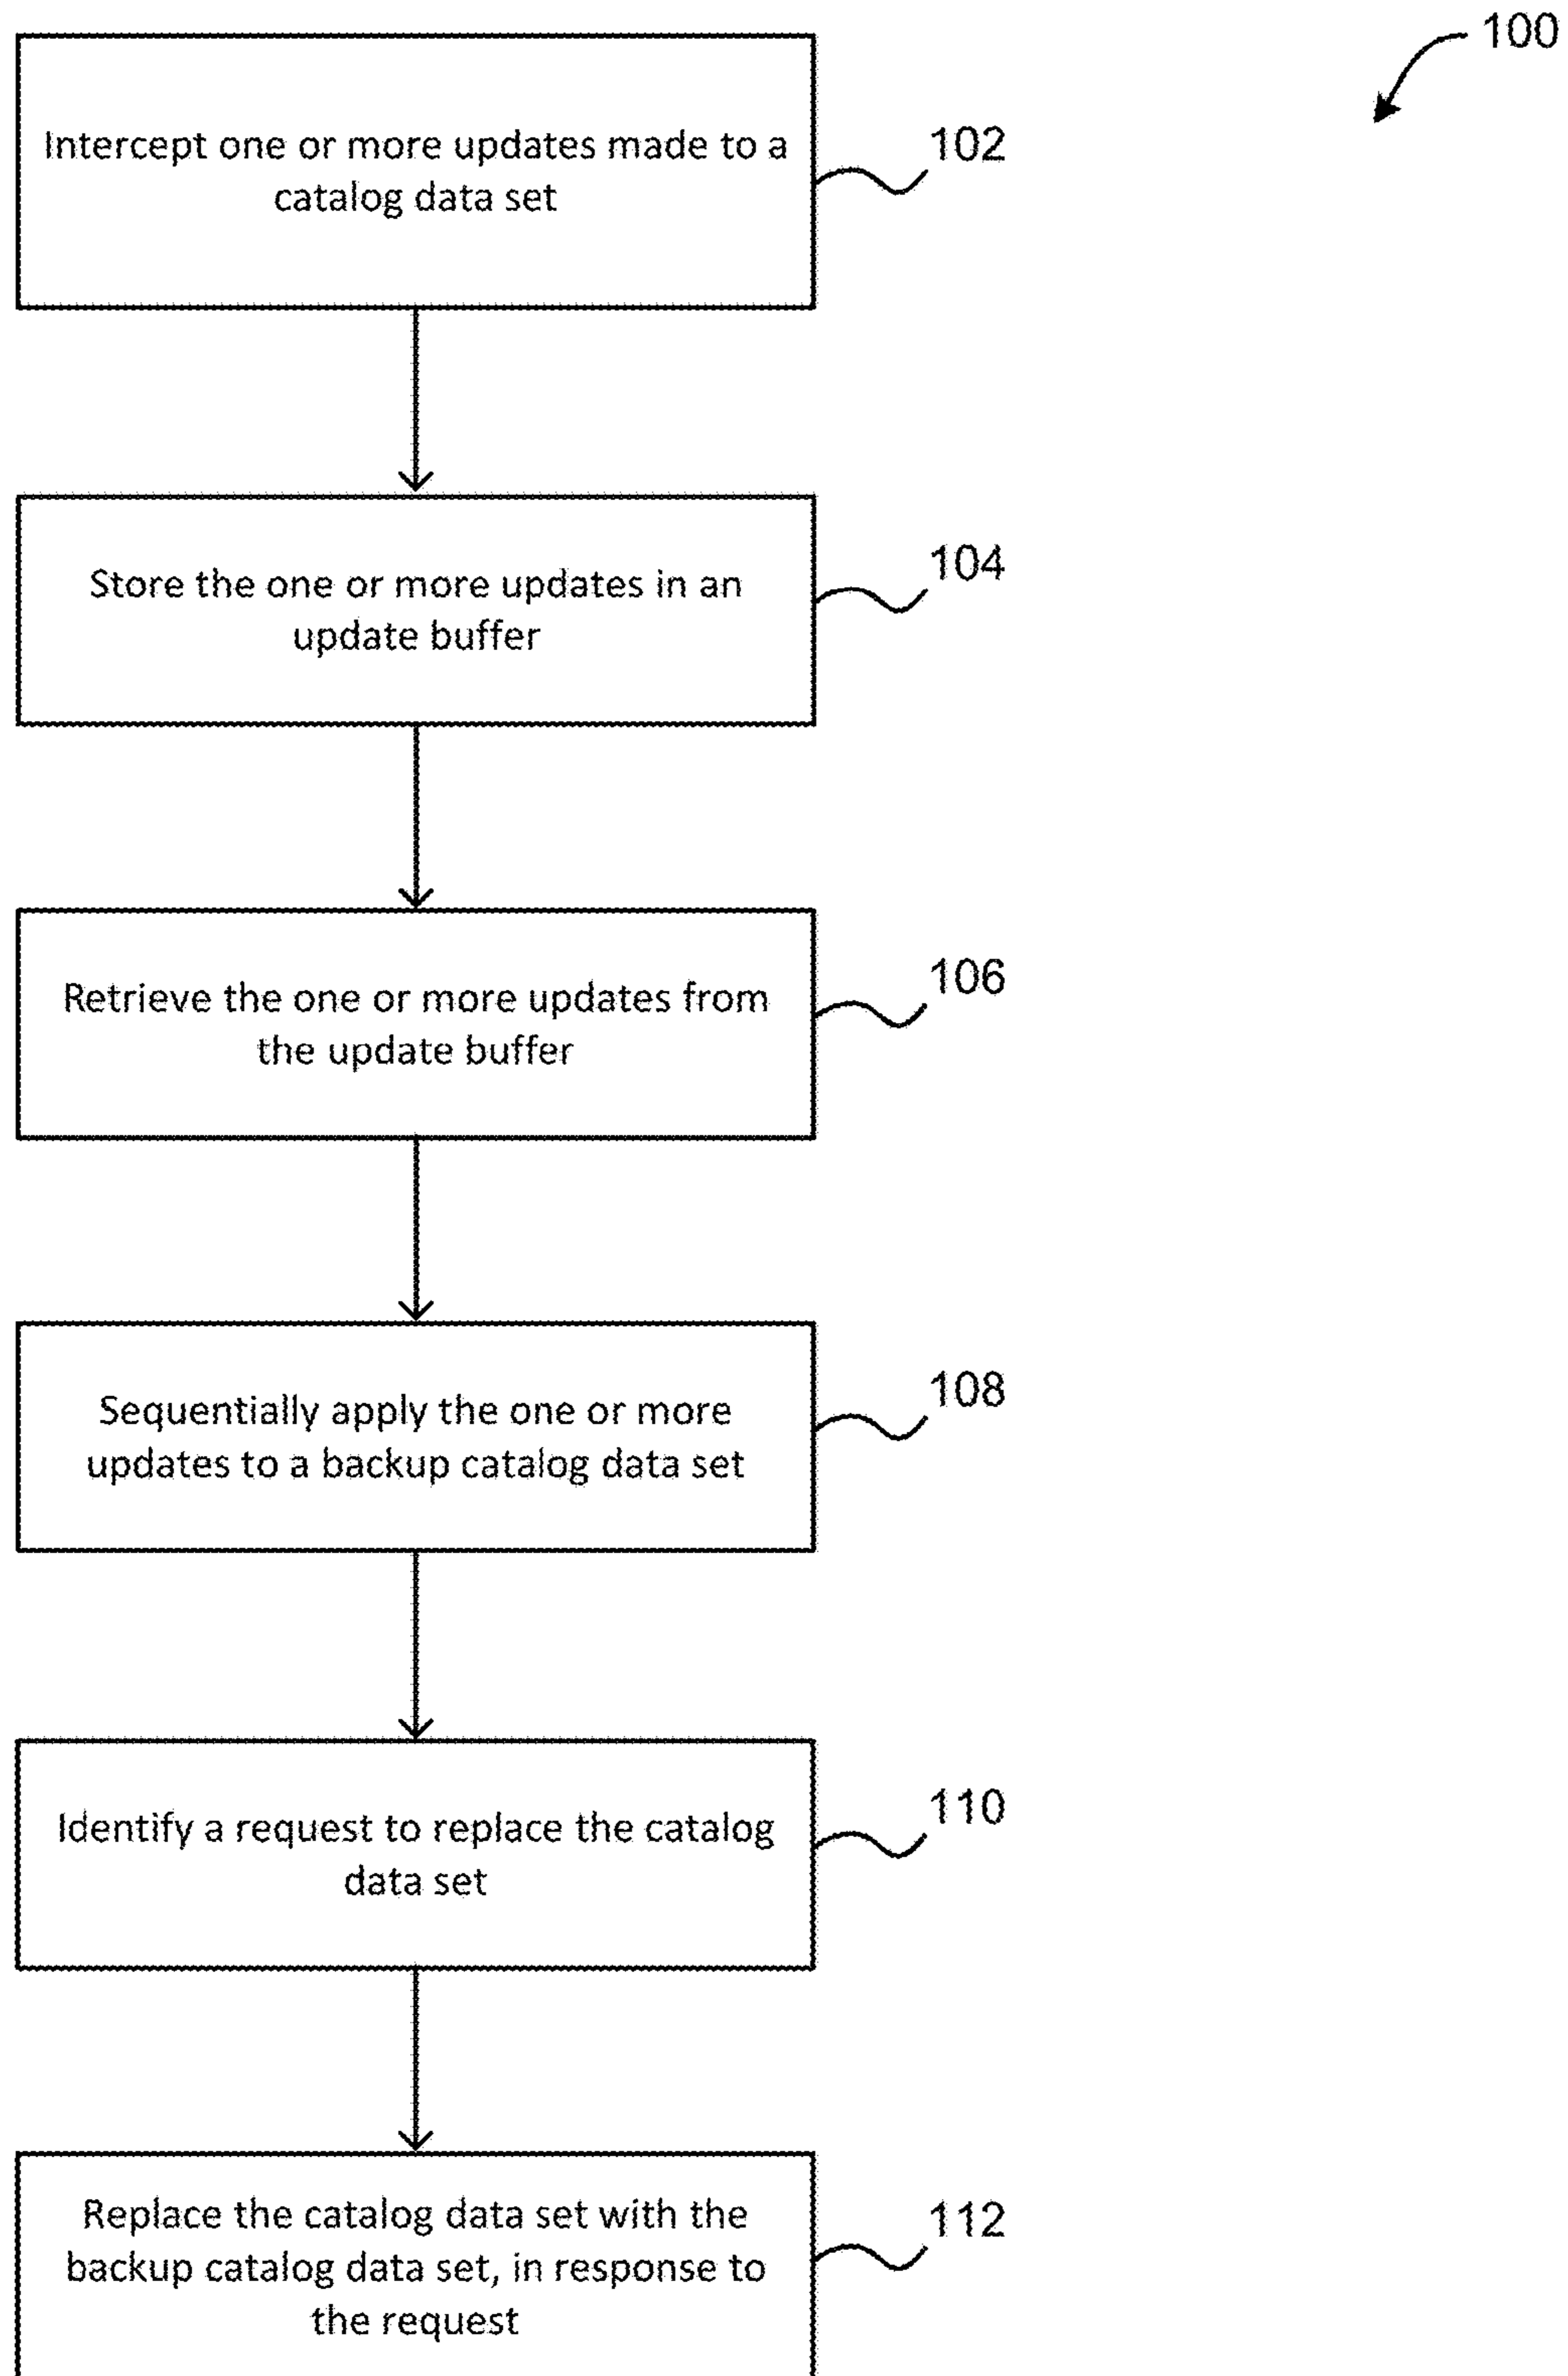 100
Intercept one or more updates made to a
catalog data set
102
Store the one or more updates in an
update buffer
104
Retrieve the one or more updates from
the update buffer
106
Sequentially apply the one or more
updates to a backup catalog data set
108
Identify a request to replace the catalog
data set
110
Replace the catalog data set with the
backup catalog data set, in response to
the request
112